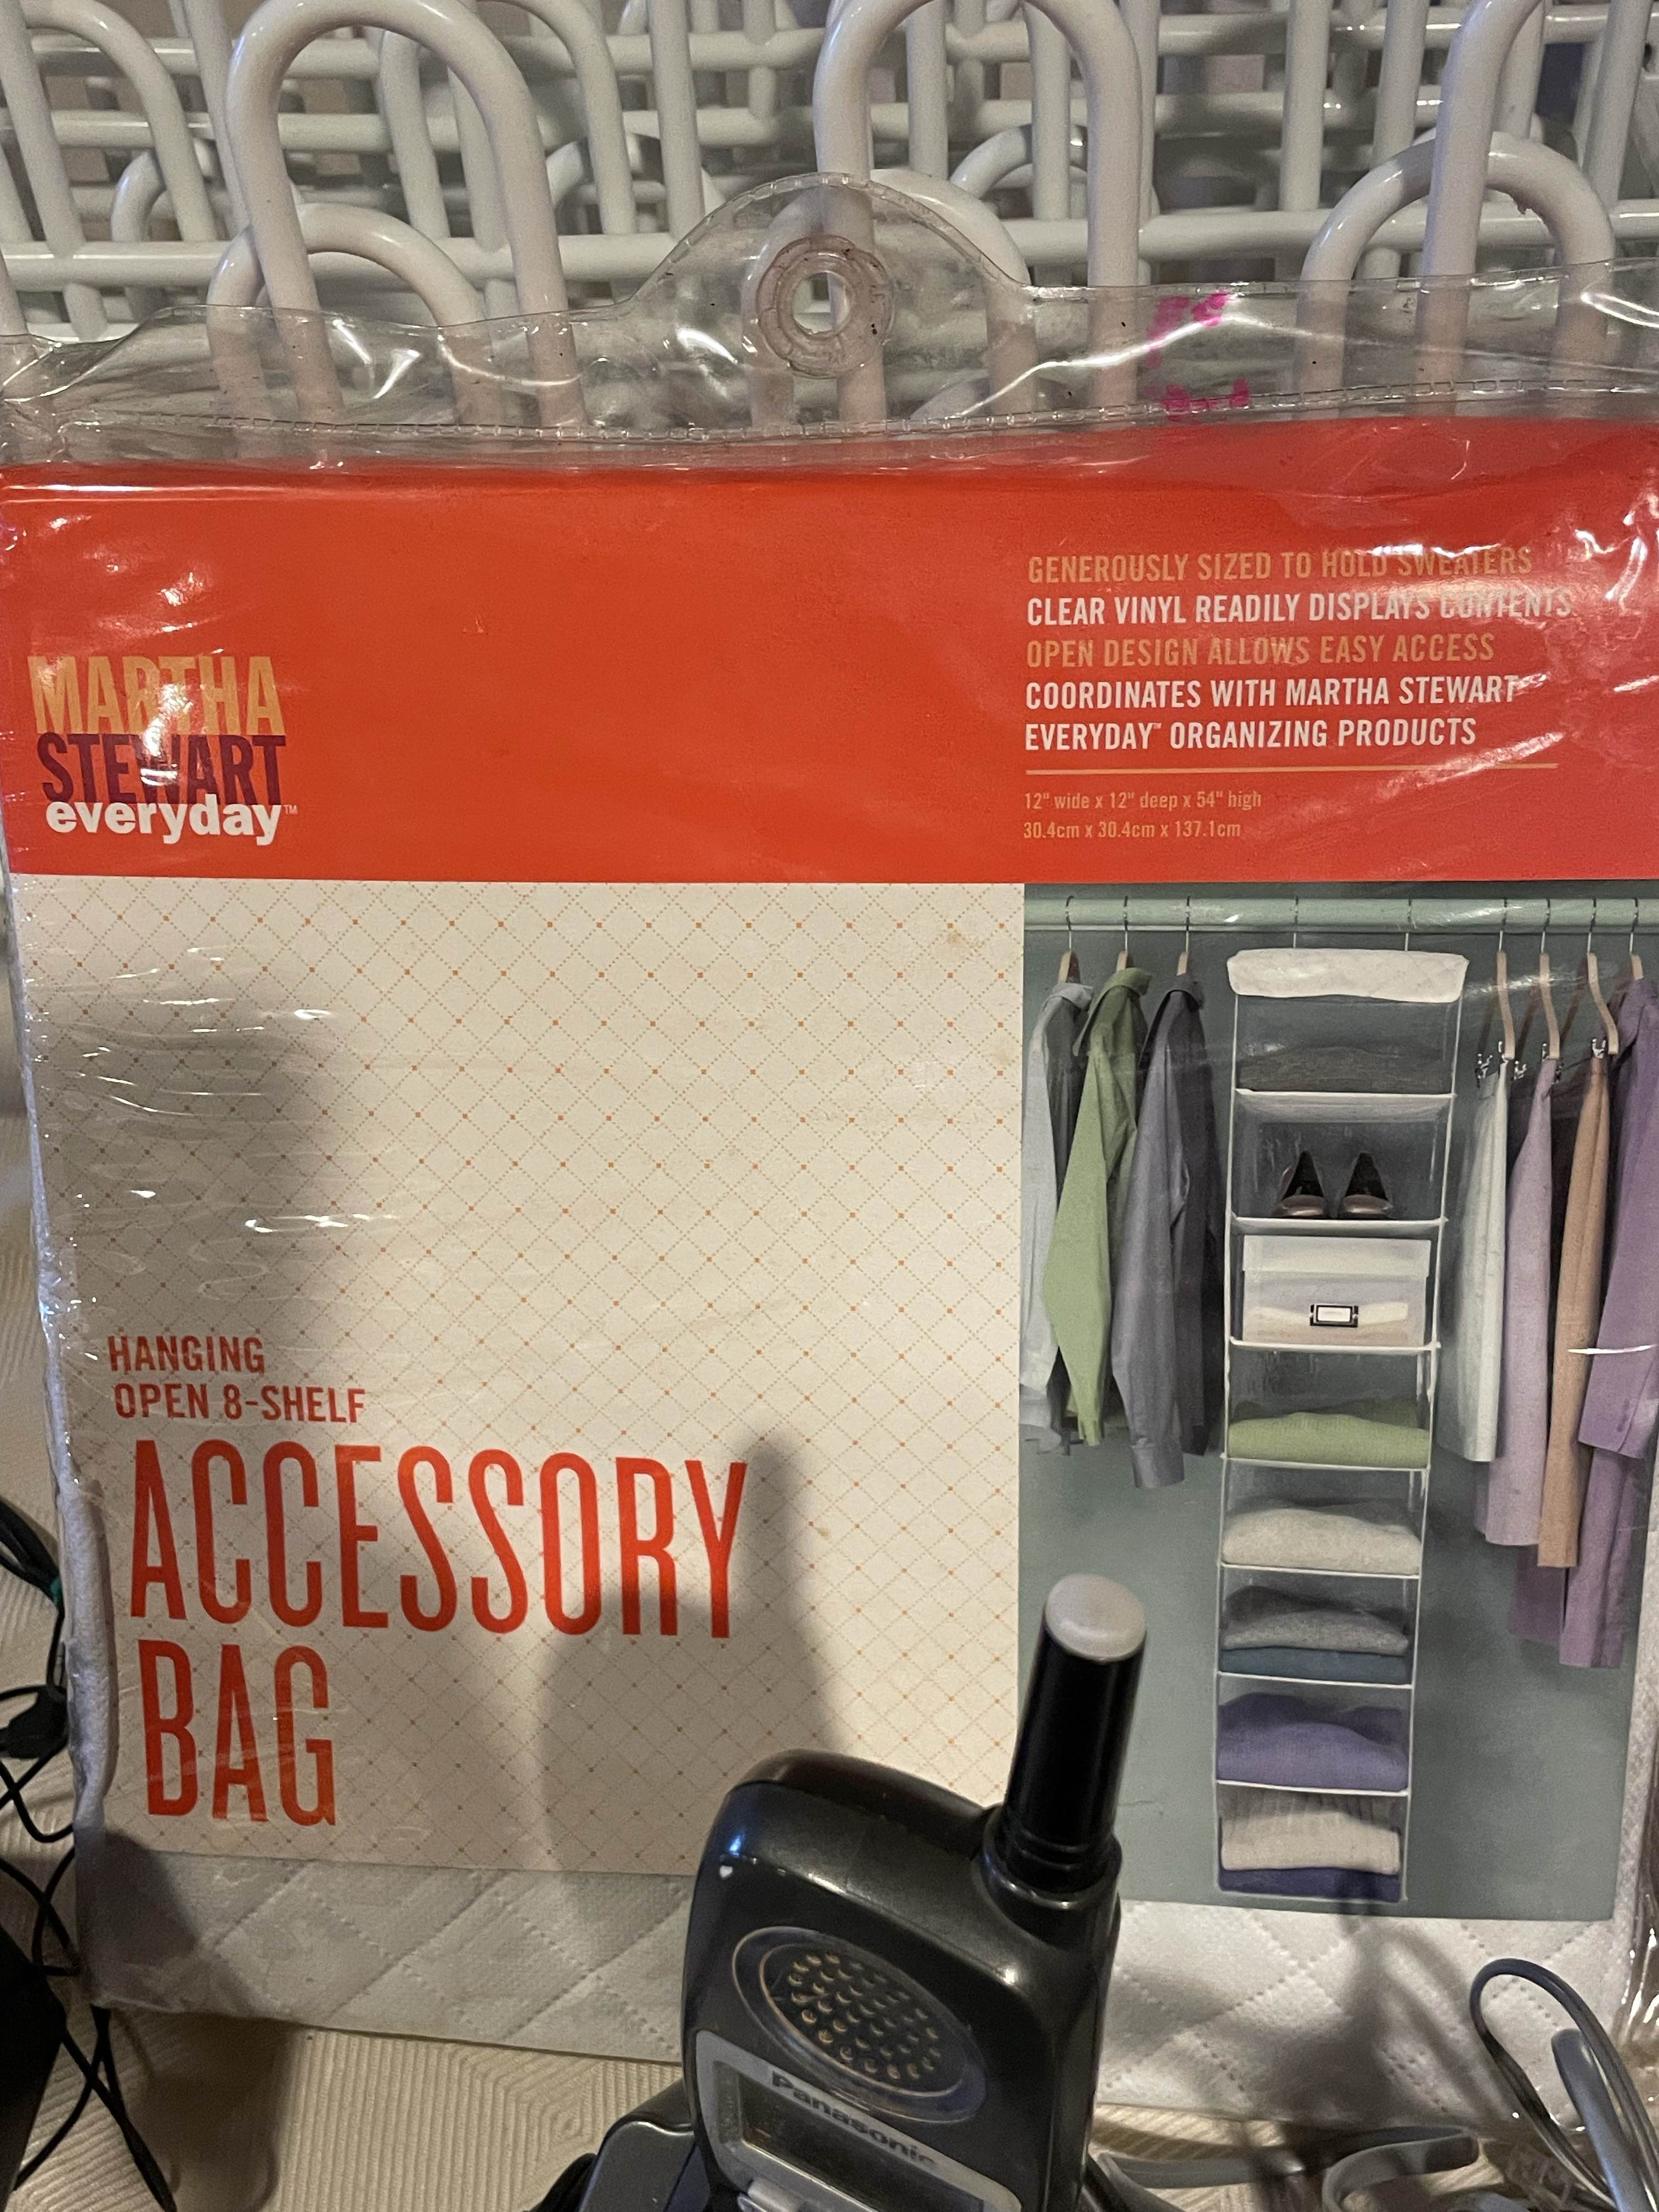 MARTHA
STEWART
everyday™
GENEROUSLY SIZED TO HOLD SWEATERS
CLEAR VINYL READILY DISPLAYS CONTENTS
OPEN DESIGN ALLOWS EASY ACCESS
COORDINATES WITH MARTHA STEWART
EVERYDAY™ ORGANIZING PRODUCTS
12" wide x 12" deep x 54" high
30.4cm x 30.4cm x 137.1cm
HANGING
OPEN 8-SHELF
ACCESSORY
BAG
Panasonic